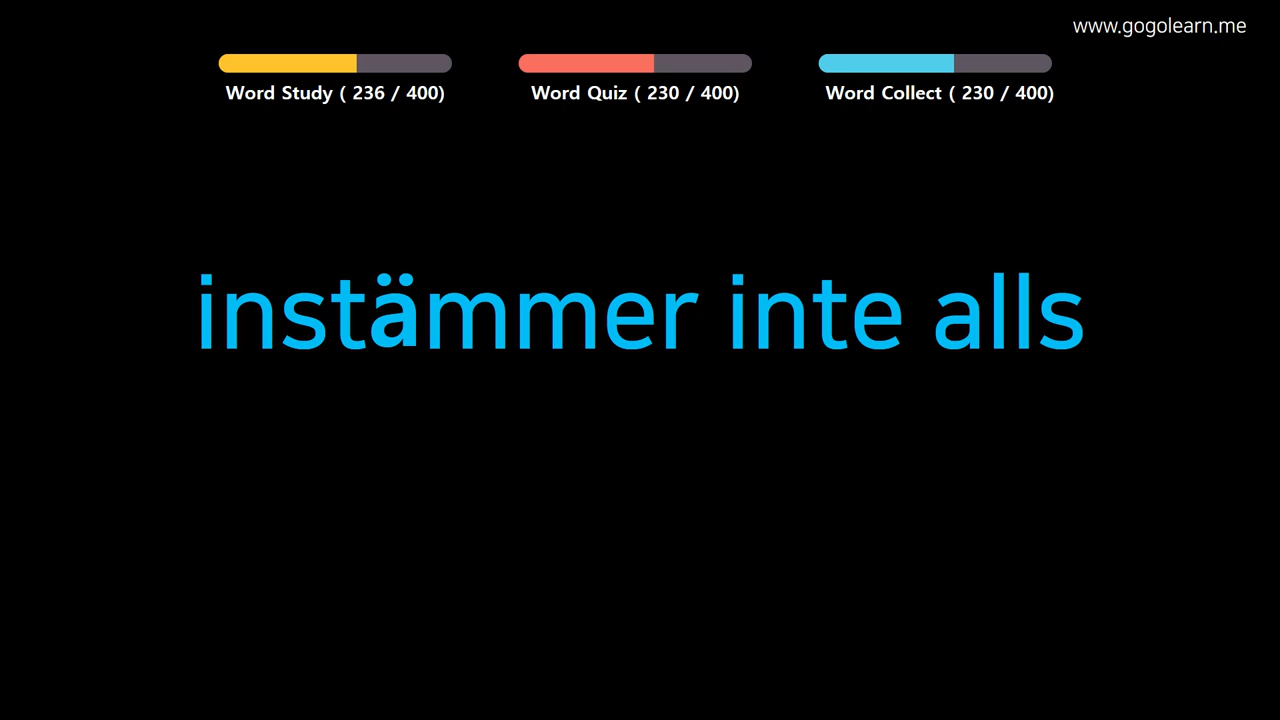 www.gogolearn.me
Word Study ( 236 / 400)
Word Quiz ( 230 / 400)
Word Collect ( 230 / 400)
instämmer inte alls